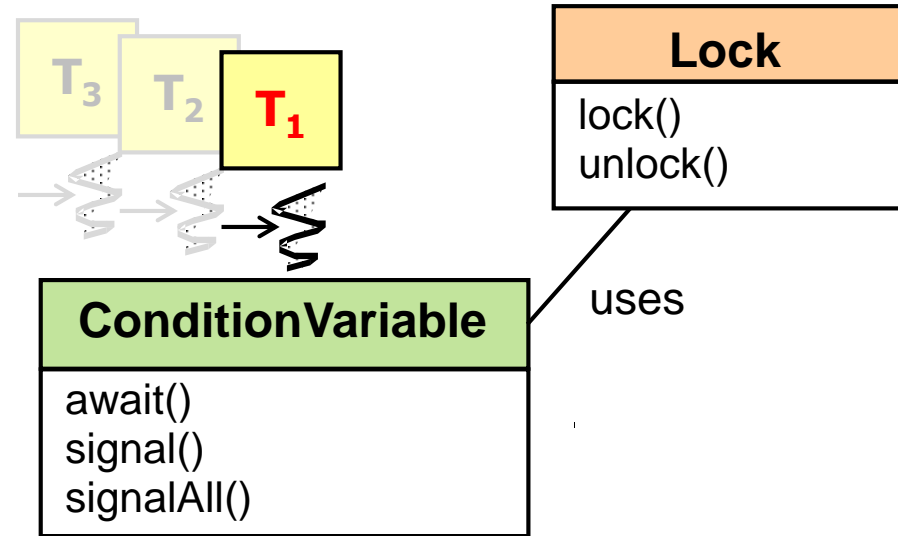 T3
T2
T1
Lock
lock()
unlock()
uses
ConditionVariable
await()
signal()
signalAll()